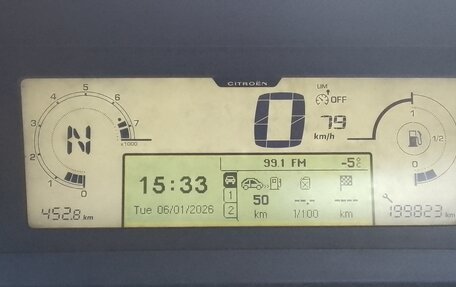 CITROËN
4 5 6 7
3 2 1 0
x1000
N
0
LIM
OFF
79
km/h
1 1/2 0
99.1 FM -5°C
15:33
Tue 06/01/2026
1 2
50 --.- ----
km 1/100 km
452.8 km
199823 km